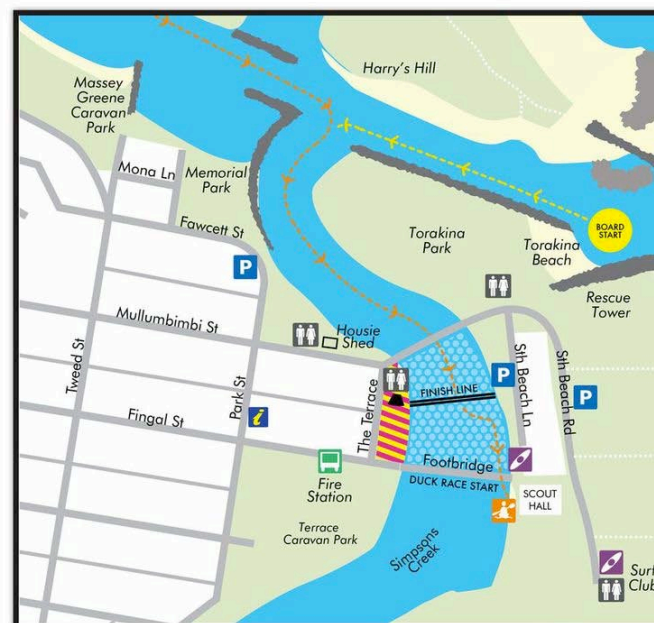 Harry's Hill
Massey
Greene
Caravan
Park
Mona Ln
Memorial
Park
Fawcett St
P
Torakina
Park
BOARD
START
Torakina
Beach
Rescue
Tower
Mullumbimbi St
Housie
Shed
Tweed St
Park St
The Terrace
FINISH LINE
P
Sth Beach Ln
Sth Beach Rd
P
Fingal St
i
Footbridge
DUCK RACE START
Fire
Station
SCOUT
HALL
Terrace
Caravan Park
Simpsons
Creek
Surf
Club